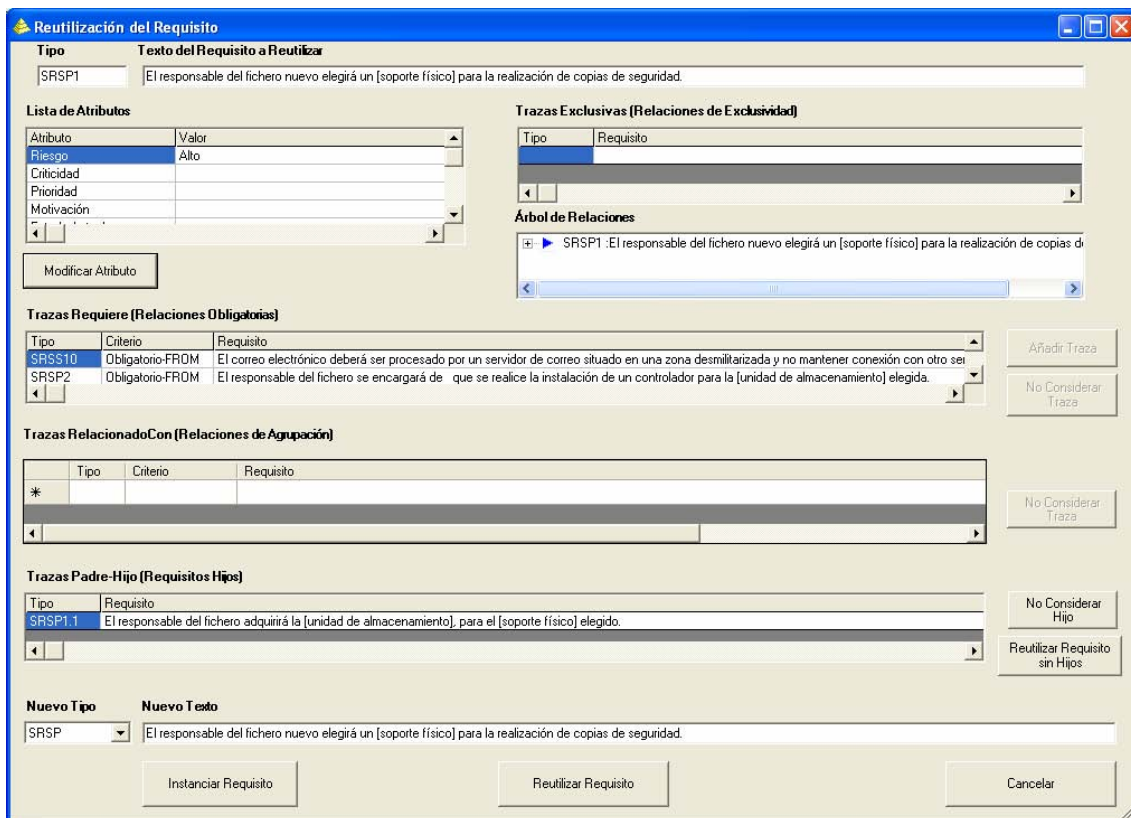 Reutilización del Requisito
Tipo Texto del Requisito a Reutilizar
SRSP1 El responsable del fichero nuevo elegirá un [soporte físico] para la realización de copias de seguridad.
Lista de Atributos
Atributo Valor
Riesgo Alto
Criticidad
Prioridad
Motivación
Modificar Atributo
Trazas Exclusivas (Relaciones de Exclusividad)
Tipo Requisito
Árbol de Relaciones
SRSP1 :El responsable del fichero nuevo elegirá un [soporte físico] para la realización de copias d
Trazas Requiere (Relaciones Obligatorias)
Tipo Criterio Requisito
SRSS10 Obligatorio-FROM El correo electrónico deberá ser procesado por un servidor de correo situado en una zona desmilitarizada y no mantener conexión con otro ser
SRSP2 Obligatorio-FROM El responsable del fichero se encargará de que se realice la instalación de un controlador para la [unidad de almacenamiento] elegida.
Añadir Traza
No Considerar
Traza
Trazas RelacionadoCon (Relaciones de Agrupación)
Tipo Criterio Requisito
*
No Considerar
Traza
Trazas Padre-Hijo (Requisitos Hijos)
Tipo Requisito
SRSP1.1 El responsable del fichero adquirirá la [unidad de almacenamiento], para el [soporte físico] elegido.
No Considerar
Hijo
Reutilizar Requisito
sin Hijos
Nuevo Tipo Nuevo Texto
SRSP El responsable del fichero nuevo elegirá un [soporte físico] para la realización de copias de seguridad.
Instanciar Requisito Reutilizar Requisito Cancelar